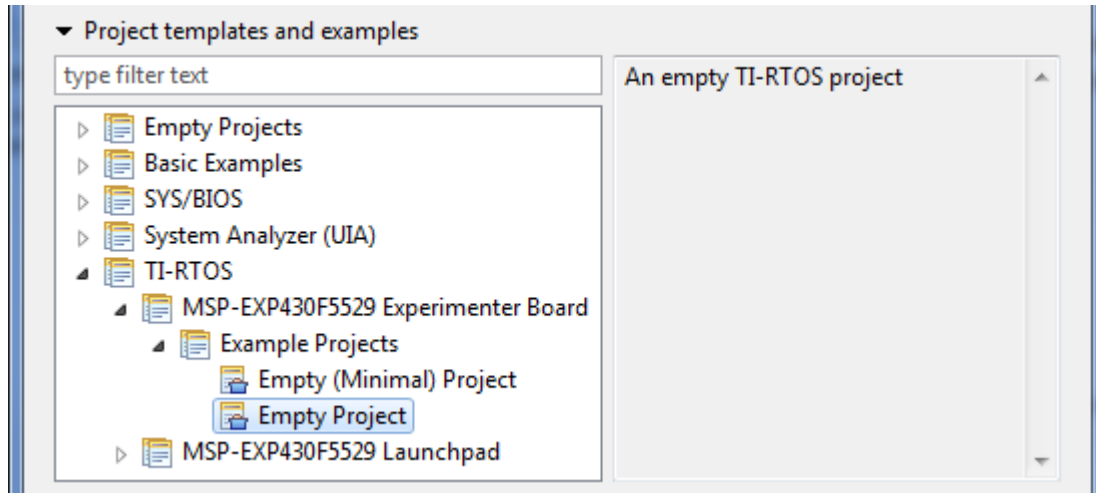 Project templates and examples
type filter text
An empty TI-RTOS project
Empty Projects
Basic Examples
SYS/BIOS
System Analyzer (UIA)
TI-RTOS
MSP-EXP430F5529 Experimenter Board
Example Projects
Empty (Minimal) Project
Empty Project
MSP-EXP430F5529 Launchpad